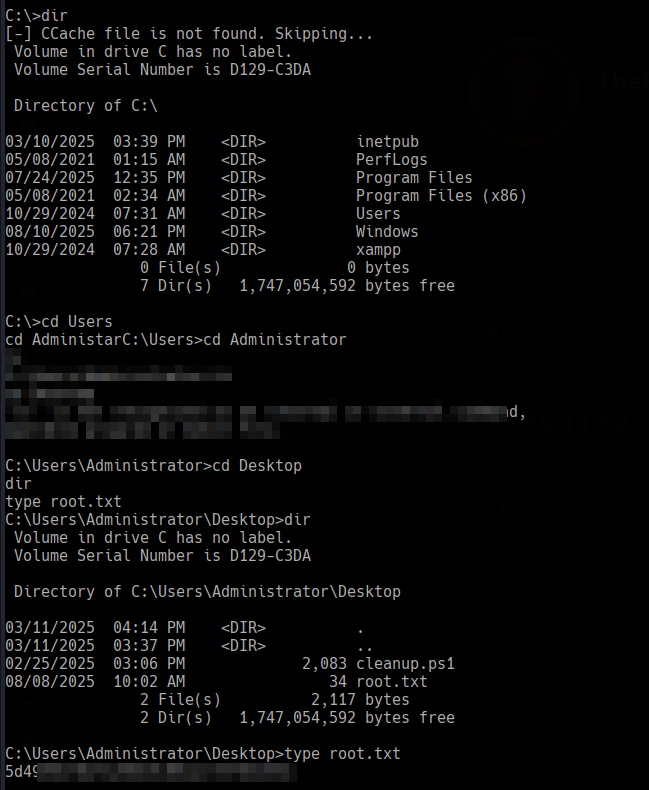 C:\>dir
[-] CCache file is not found. Skipping...
 Volume in drive C has no label.
 Volume Serial Number is D129-C3DA
 Directory of C:\
03/10/2025  03:39 PM    <DIR>          inetpub
05/08/2021  01:15 AM    <DIR>          PerfLogs
07/24/2025  12:35 PM    <DIR>          Program Files
05/08/2021  02:34 AM    <DIR>          Program Files (x86)
10/29/2024  07:31 AM    <DIR>          Users
08/10/2025  06:21 PM    <DIR>          Windows
10/29/2024  07:28 AM    <DIR>          xampp
               0 File(s)              0 bytes
               7 Dir(s)   1,747,054,592 bytes free
C:\>cd Users
cd AdministarC:\Users>cd Administrator
C:\Users\Administrator>cd Desktop
dir
type root.txt
C:\Users\Administrator\Desktop>dir
 Volume in drive C has no label.
 Volume Serial Number is D129-C3DA
 Directory of C:\Users\Administrator\Desktop
03/11/2025  04:14 PM    <DIR>          .
03/11/2025  03:37 PM    <DIR>          ..
02/25/2025  03:06 PM             2,083 cleanup.ps1
08/08/2025  10:02 AM                34 root.txt
               2 File(s)          2,117 bytes
               2 Dir(s)   1,747,054,592 bytes free
C:\Users\Administrator\Desktop>type root.txt
5d49